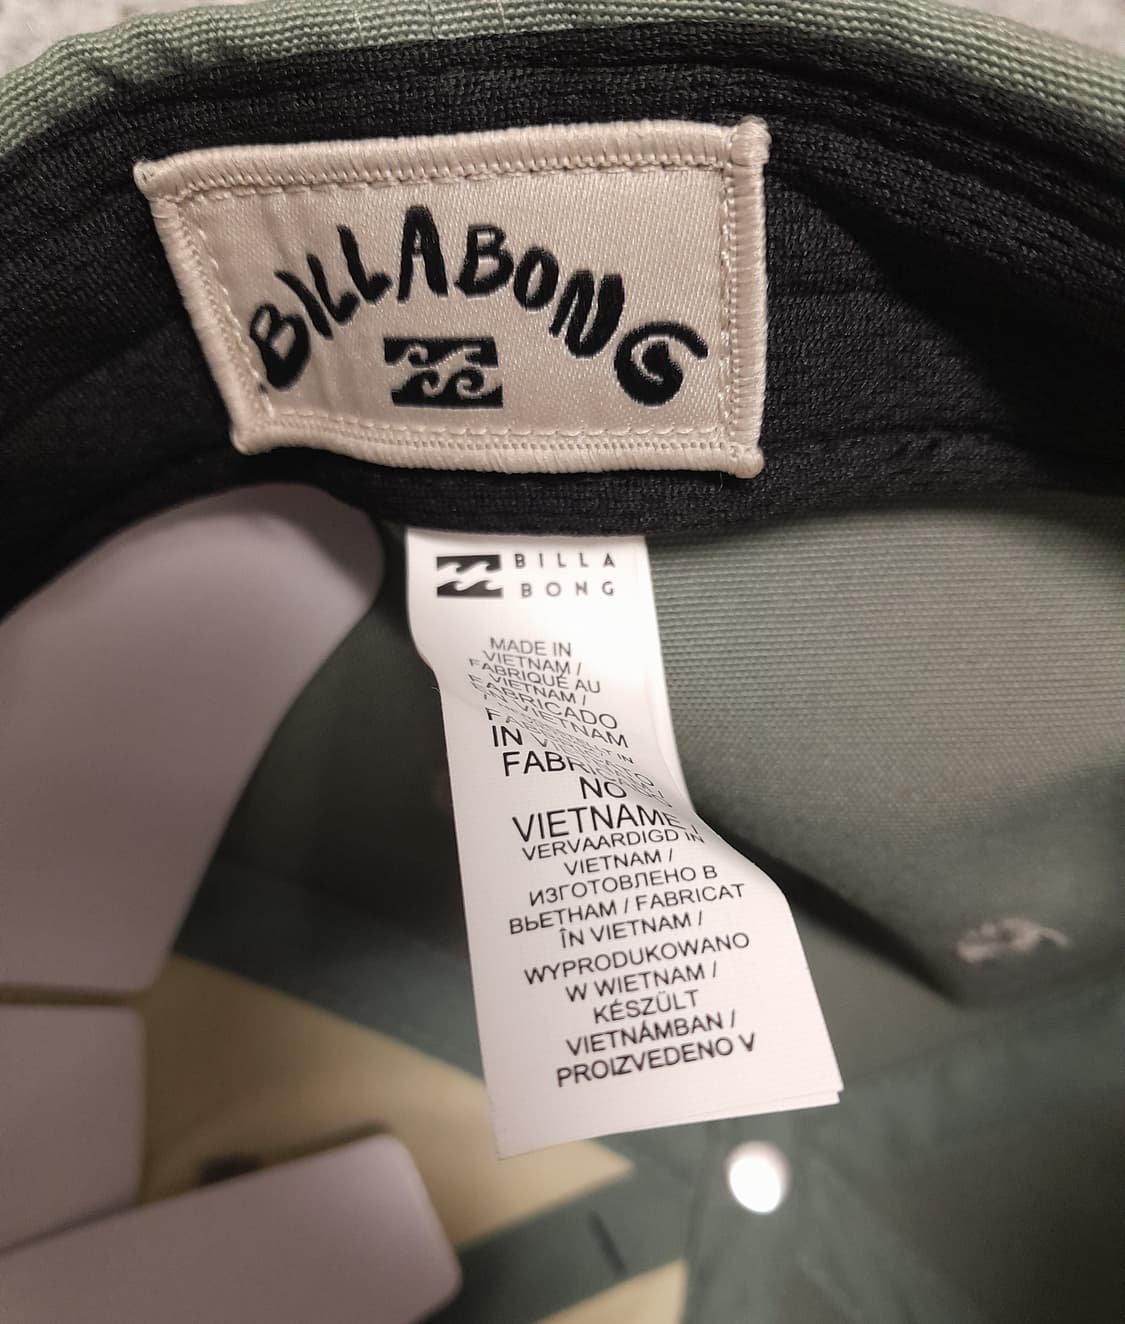 BILLABONG
BILLA
BONG
MADE IN
VIETNAM /
FABRIQUÉ AU
VIETNAM /
FABRICADO
EN VIETNAM
IN
NO
VERVAARDIGD IN
VIETNAM /
ИЗГОТОВЛЕНО В
ВЬЕТНАМ / FABRICAT
ÎN VIETNAM /
WYPRODUKOWANO
W WIETNAM /
KÉSZÜLT
VIETNÁMBAN /
PROIZVEDENO V